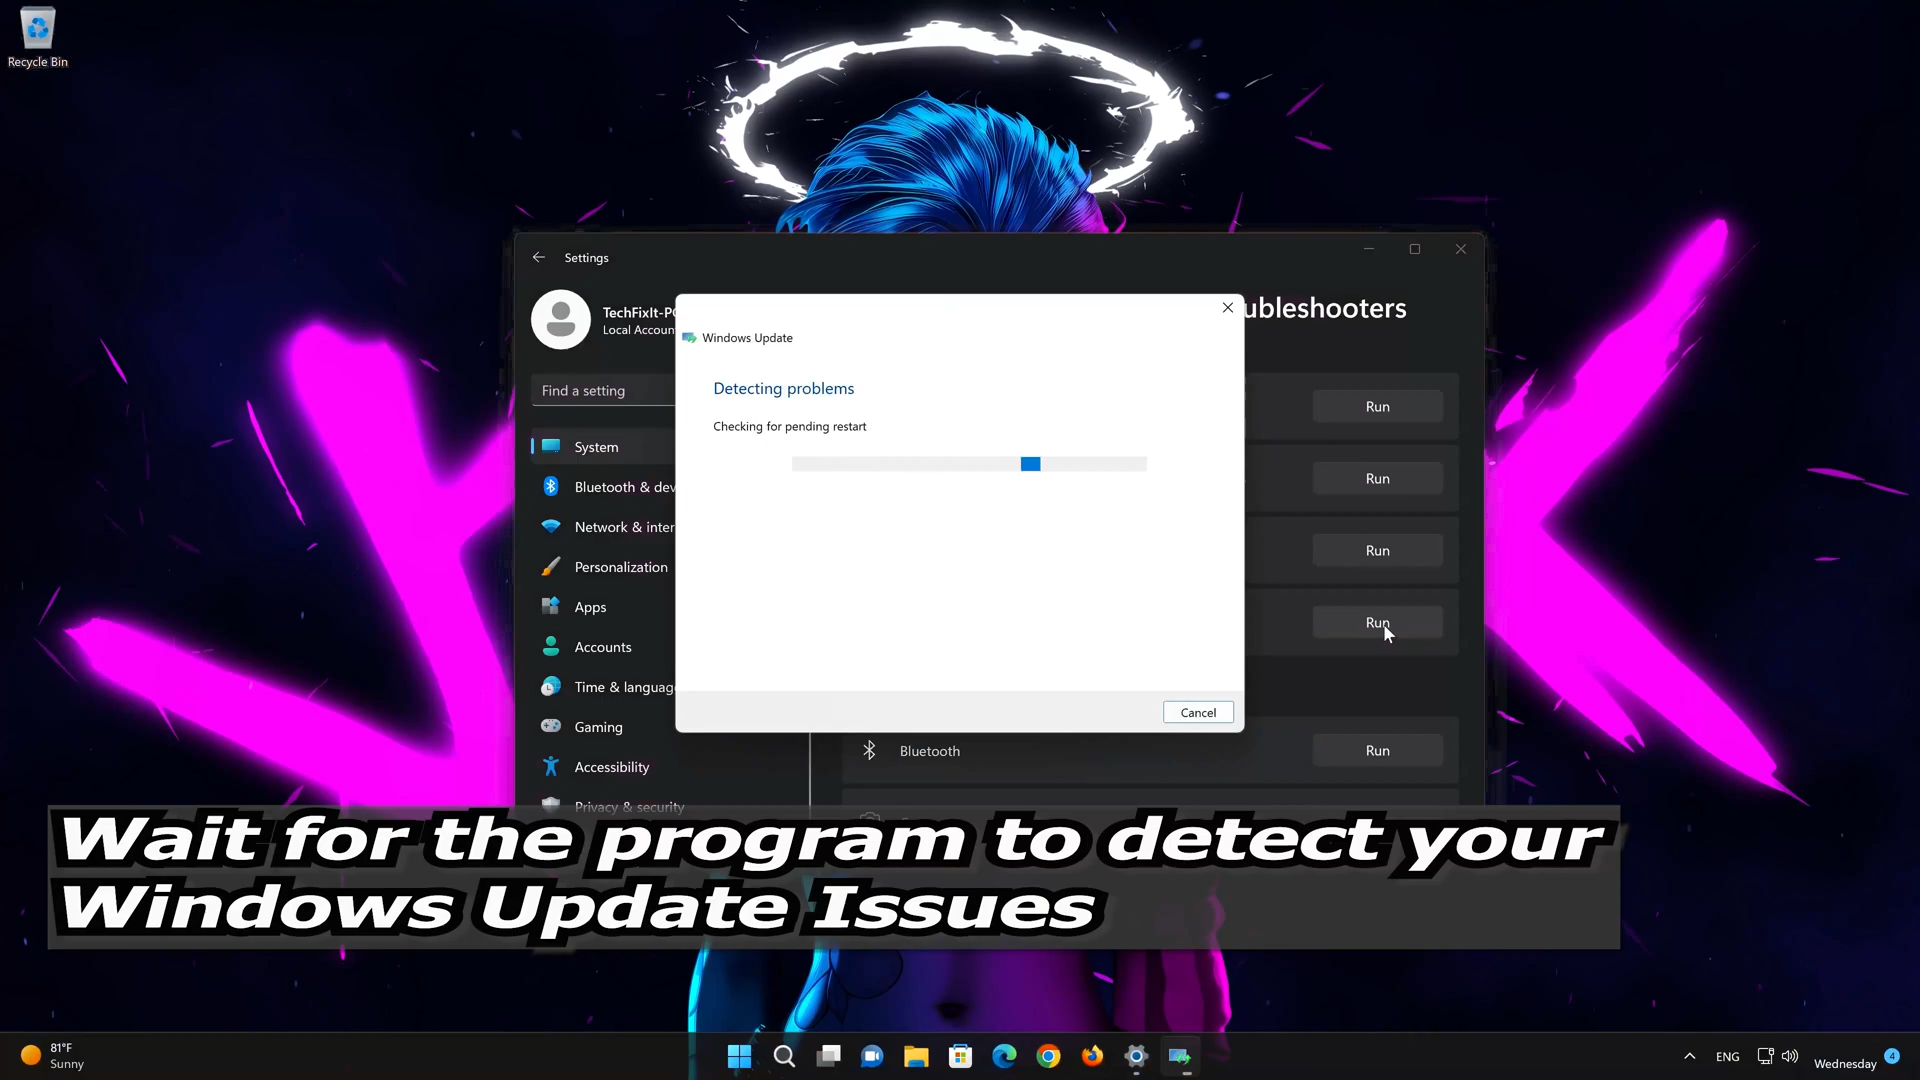 Recycle Bin
Settings
TechFixIt-PC
Local Accoun
ubleshooters
Windows Update
Detecting problems
Checking for pending restart
Cancel
Find a setting
System
Bluetooth & dev
Network & inter
Personalization
Apps
Accounts
Time & languag
Gaming
Accessibility
Privacy & security
Run
Run
Run
Run
Bluetooth
Run
Wait for the program to detect your
Windows Update Issues
81°F
Sunny
ENG
Wednesday
4